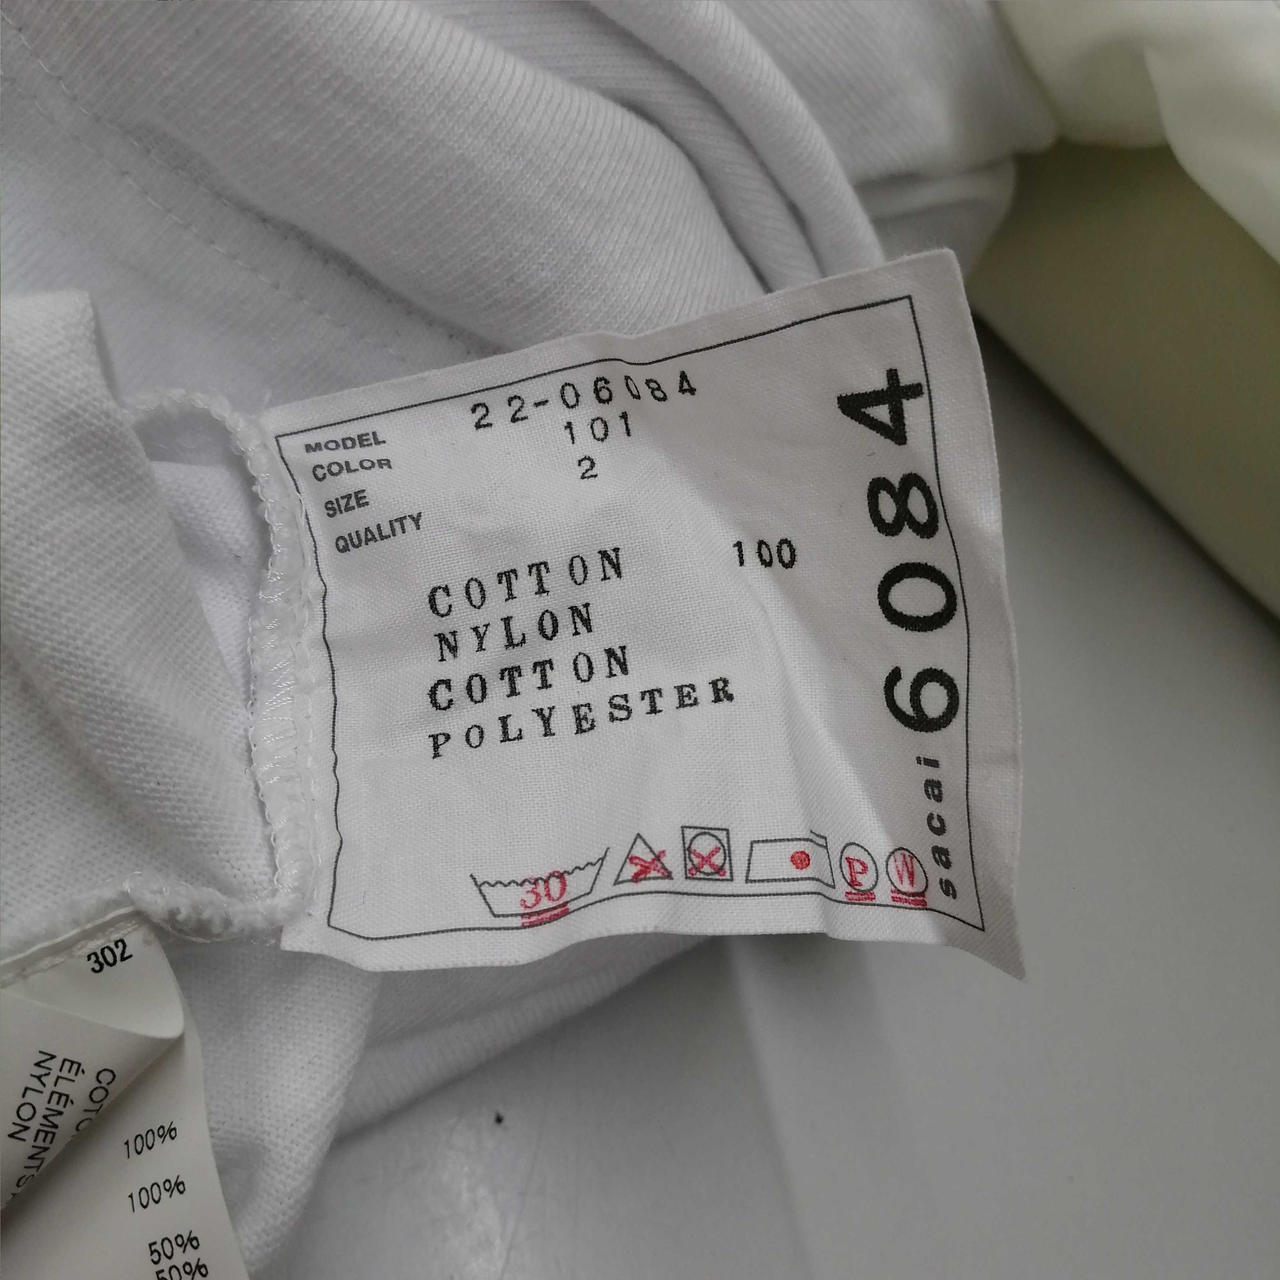 MODEL 22-06084
COLOR 101
SIZE 2
QUALITY
COTTON 100
NYLON
COTTON
POLYESTER
30
P
W
sacai 6084
302
ÉLÉMENTS
NYLON
100%
100%
50%
50%